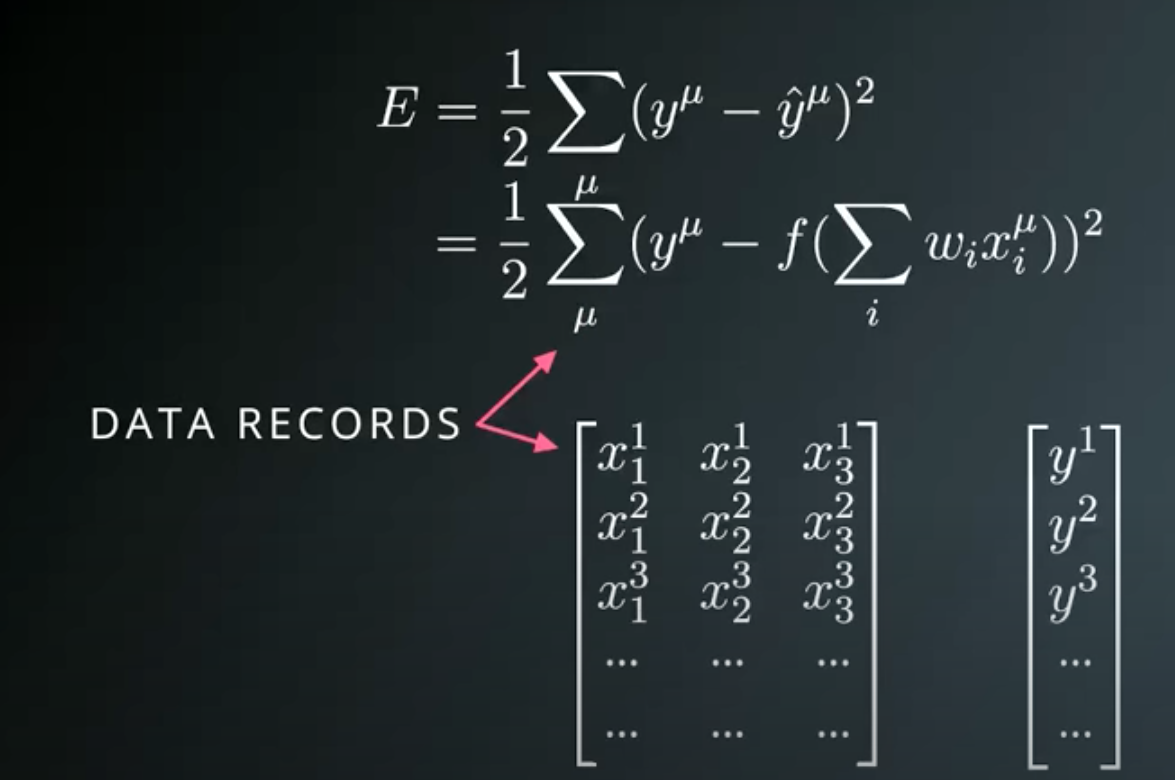 E = \frac{1}{2} \sum_{\mu} (y^{\mu} - \hat{y}^{\mu})^2
= \frac{1}{2} \sum_{\mu} (y^{\mu} - f(\sum_{i} w_i x_i^{\mu}))^2
DATA RECORDS
\begin{bmatrix} x_1^1 & x_2^1 & x_3^1 \\ x_1^2 & x_2^2 & x_3^2 \\ x_1^3 & x_2^3 & x_3^3 \\ ... & ... & ... \\ ... & ... & ... \end{bmatrix} \begin{bmatrix} y^1 \\ y^2 \\ y^3 \\ ... \\ ... \end{bmatrix}